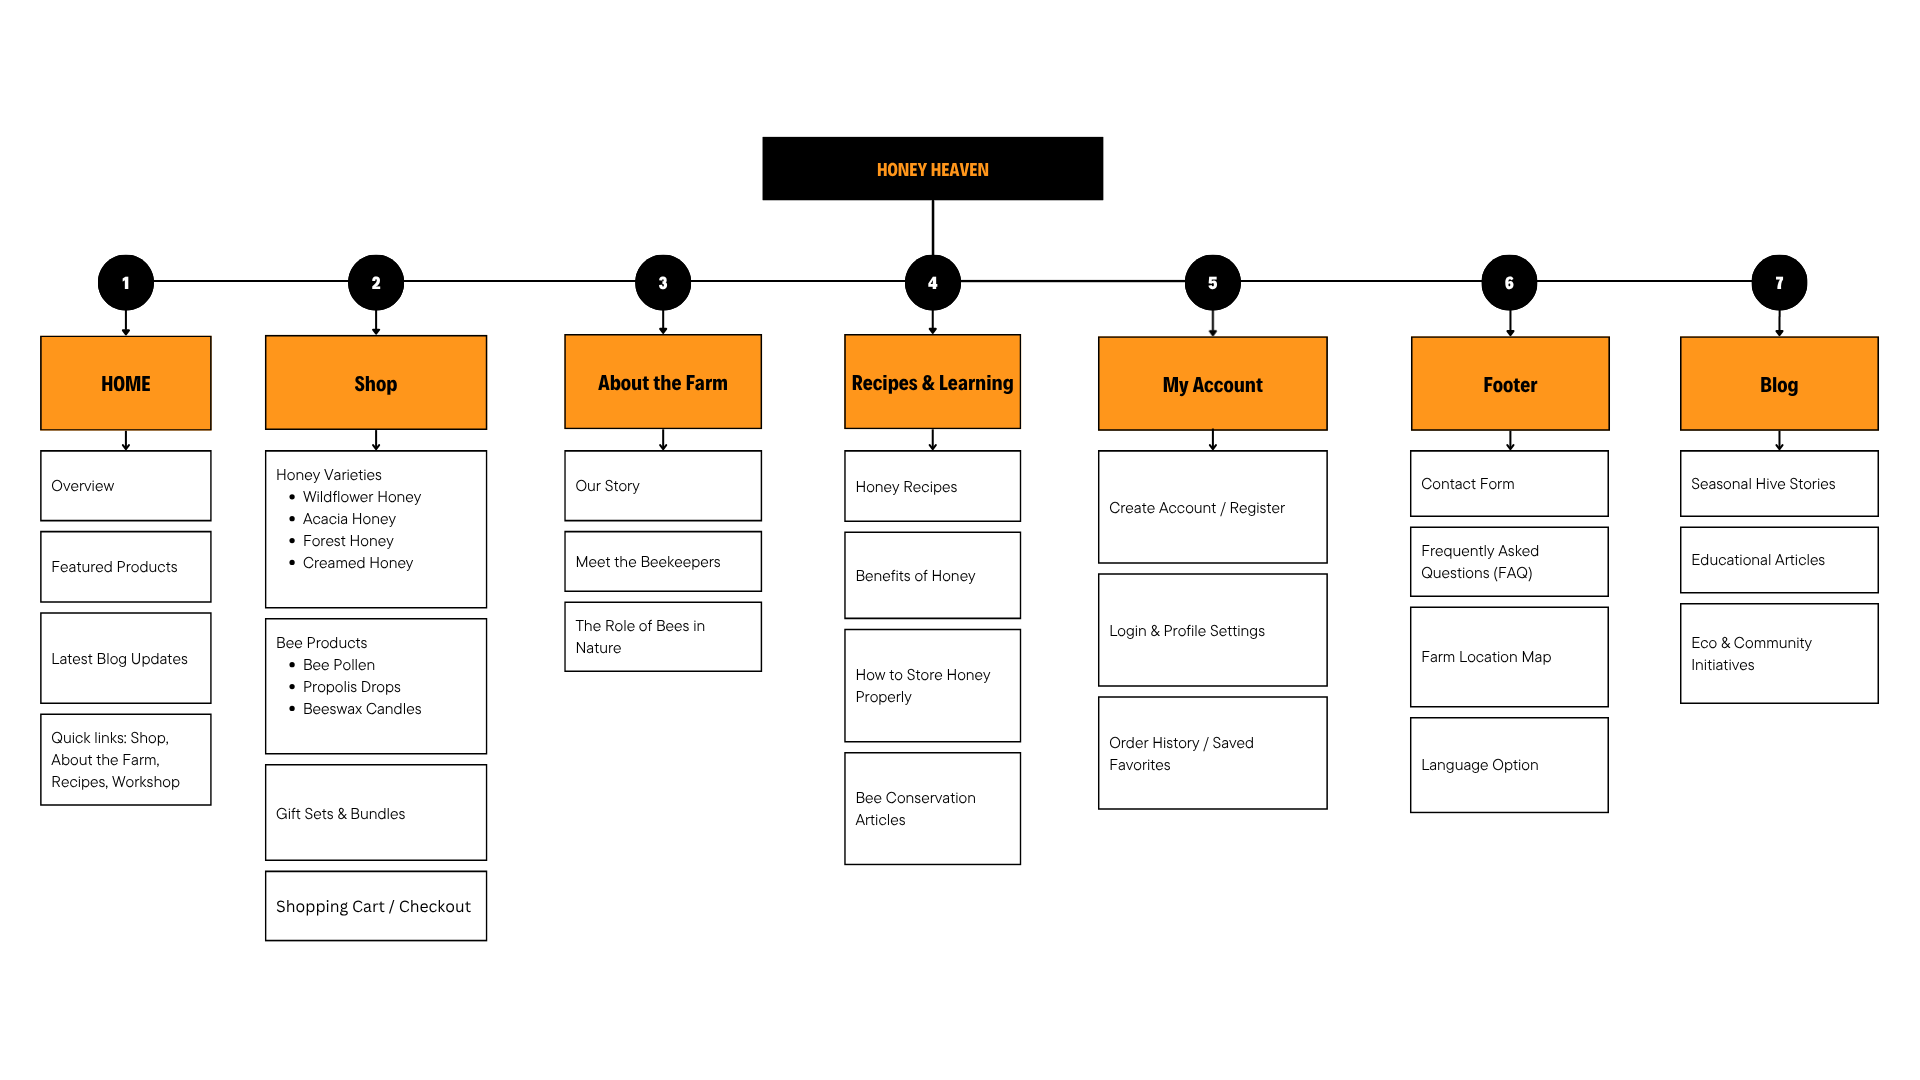 HONEY HEAVEN
1
2
3
4
5
6
7
HOME
Shop
About the Farm
Recipes & Learning
My Account
Footer
Blog
Overview
Featured Products
Latest Blog Updates
Quick links: Shop,
About the Farm,
Recipes, Workshop
Honey Varieties
• Wildflower Honey
• Acacia Honey
• Forest Honey
• Creamed Honey
Bee Products
• Bee Pollen
• Propolis Drops
• Beeswax Candles
Gift Sets & Bundles
Shopping Cart / Checkout
Our Story
Meet the Beekeepers
The Role of Bees in
Nature
Honey Recipes
Benefits of Honey
How to Store Honey
Properly
Bee Conservation
Articles
Create Account / Register
Login & Profile Settings
Order History / Saved
Favorites
Contact Form
Frequently Asked
Questions (FAQ)
Farm Location Map
Language Option
Seasonal Hive Stories
Educational Articles
Eco & Community
Initiatives